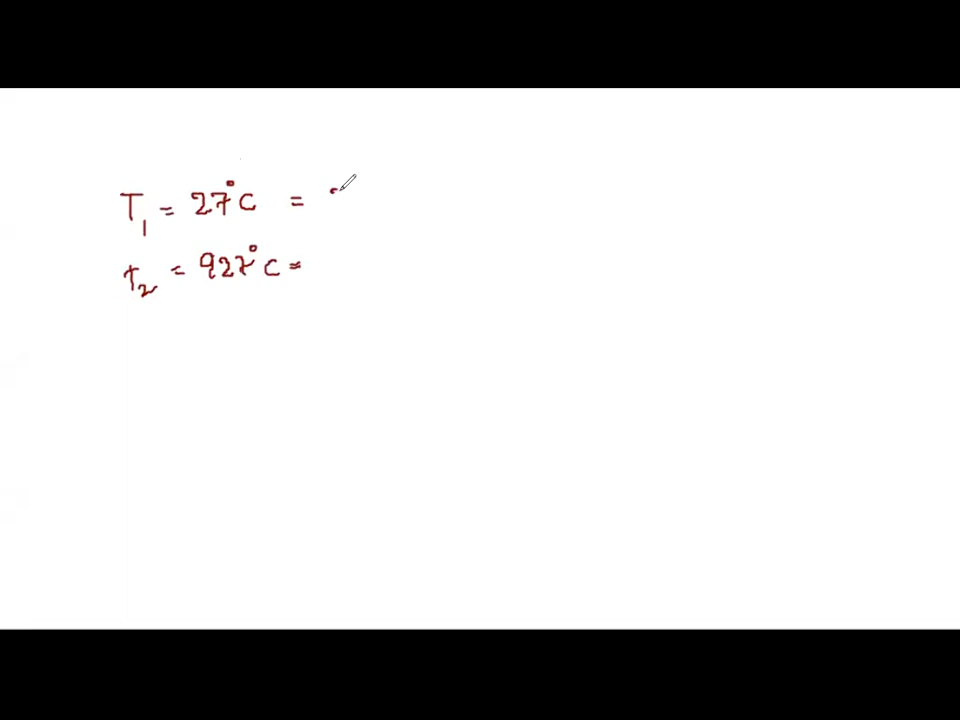 T₁ = 27°C =
T₂ = 927°C =